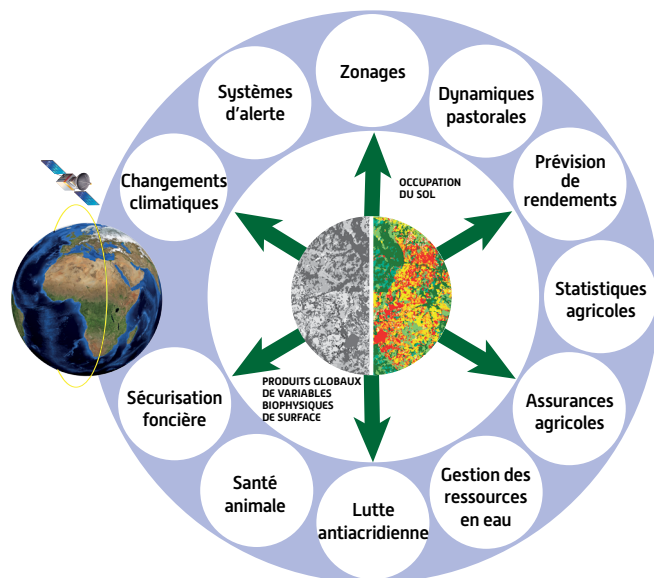 Zonages
Systèmes
d'alerte
Dynamiques
pastorales
Changements
climatiques
Prévision
de
rendements
OCCUPATION
DU SOL
Statistiques
agricoles
PRODUITS GLOBAUX
DE VARIABLES
BIOPHYSIQUES
DE SURFACE
Sécurisation
foncière
Assurances
agricoles
Santé
animale
Gestion des
ressources
en eau
Lutte
antiacridienne